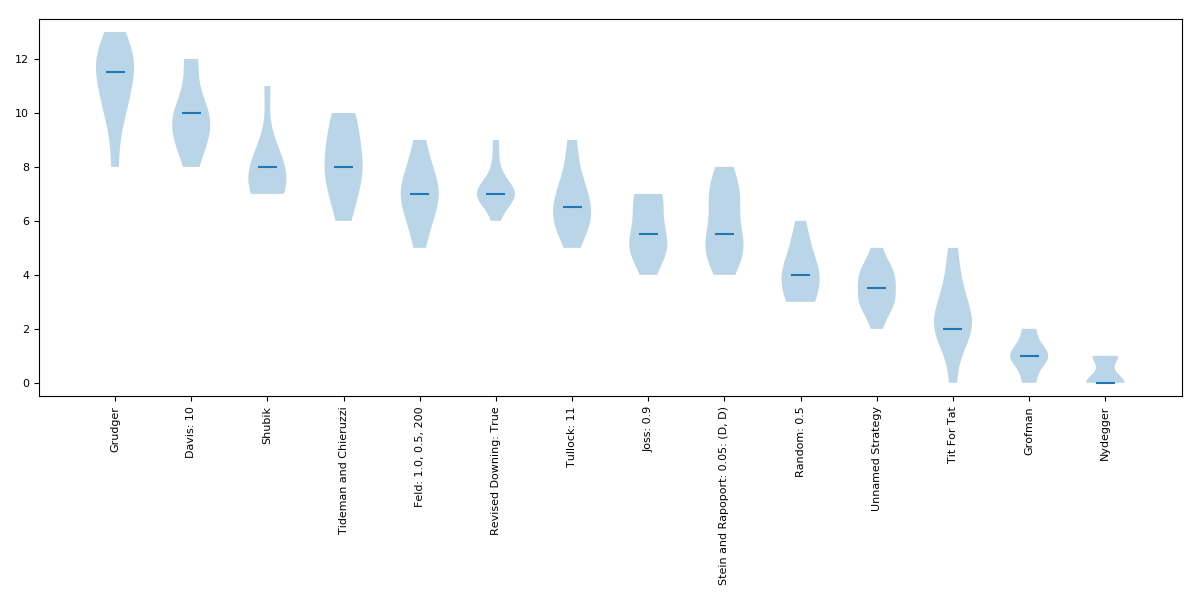 12
10
8
6
4
2
0
Grudger
Davis: 10
Shubik
Tideman and Chieruzzi
Feld: 1.0, 0.5, 200
Revised Downing: True
Tullock: 11
Joss: 0.9
Stein and Rapoport: 0.05: (D, D)
Random: 0.5
Unnamed Strategy
Tit For Tat
Grofman
Nydegger